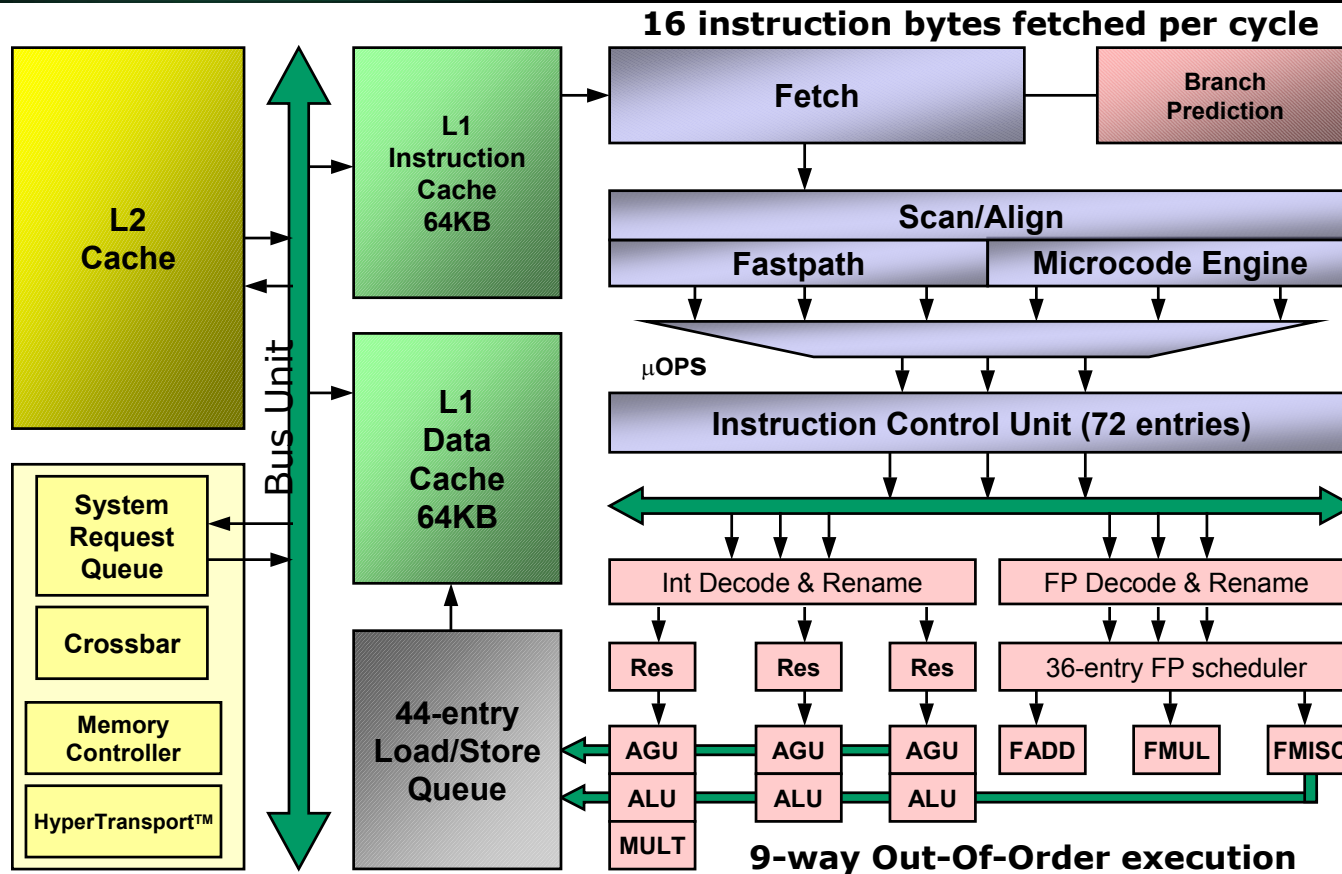 16 instruction bytes fetched per cycle
L2
Cache
Bus Unit
L1
Instruction
Cache
64KB
Fetch
Branch
Prediction
Scan/Align
Fastpath
Microcode Engine
μOPS
L1
Data
Cache
64KB
Instruction Control Unit (72 entries)
System
Request
Queue
Crossbar
Memory
Controller
HyperTransport™
Int Decode & Rename
FP Decode & Rename
Res
Res
Res
36-entry FP scheduler
44-entry
Load/Store
Queue
AGU
AGU
AGU
FADD
FMUL
FMISC
ALU
ALU
ALU
MULT
9-way Out-Of-Order execution